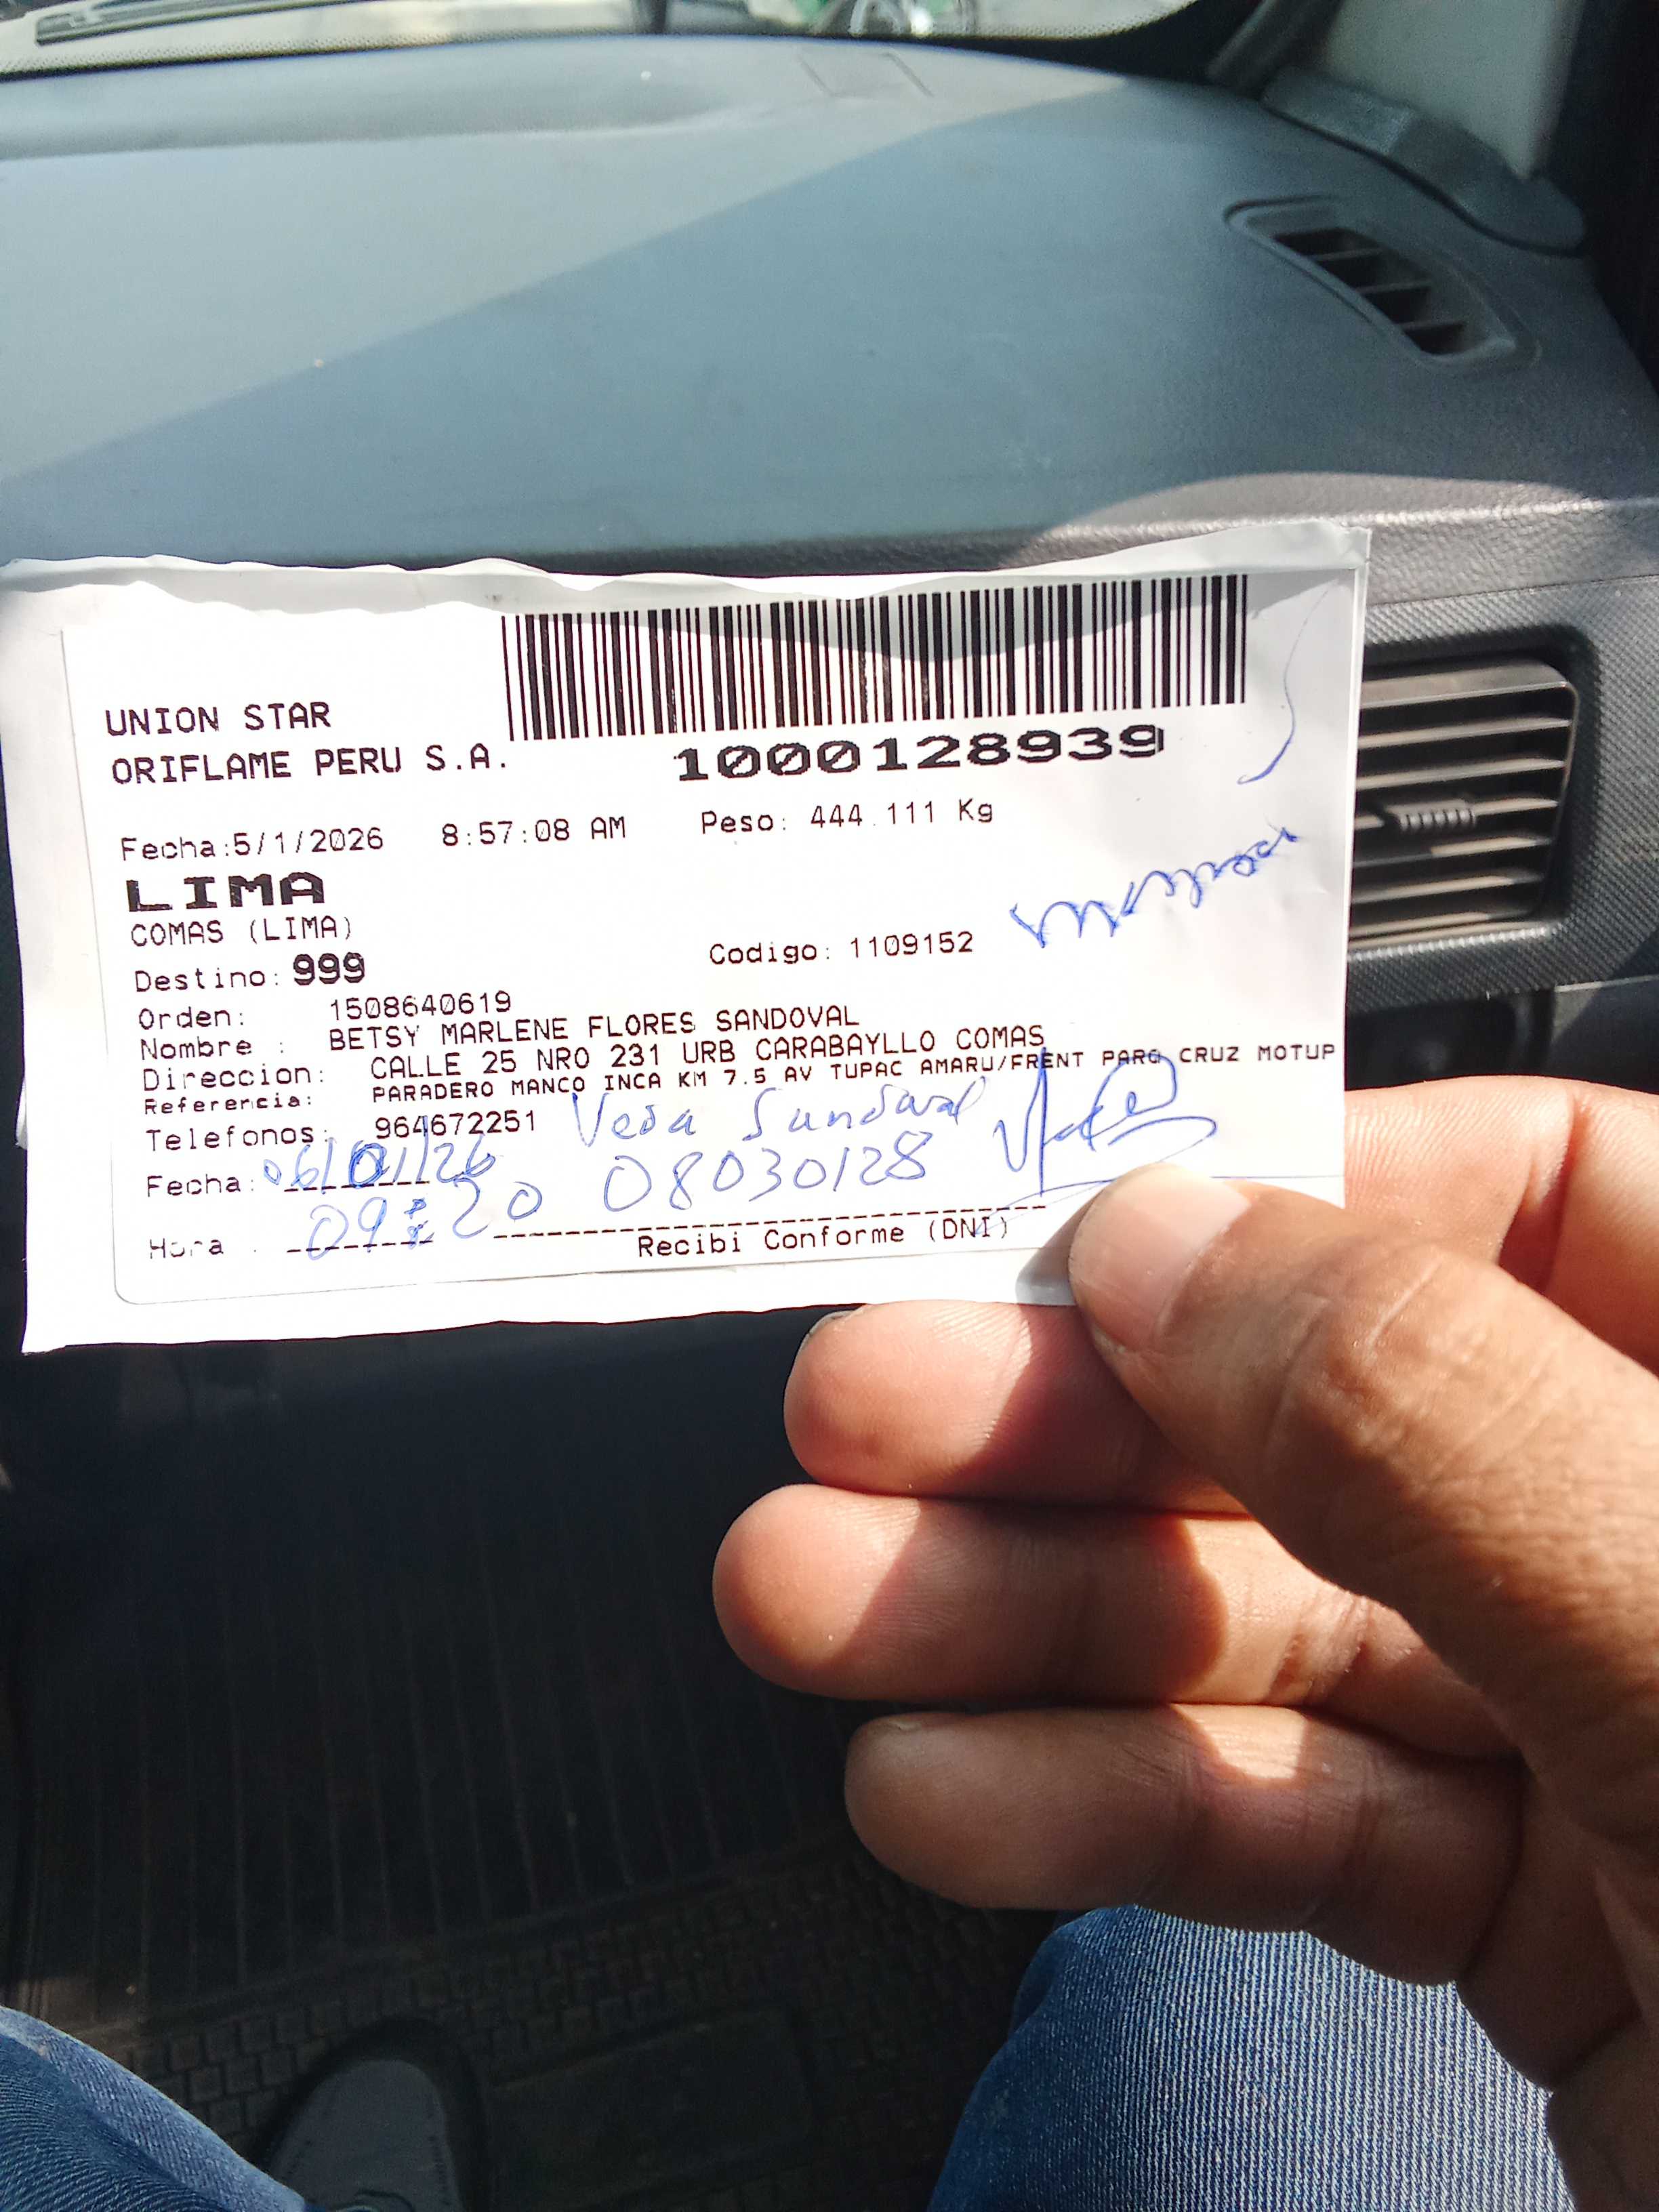 UNION STAR
ORIFLAME PERU S.A.
1000128939
Fecha:5/1/2026 8:57:08 AM Peso: 444.111 Kg
LIMA
COMAS (LIMA)
Destino: 999 Codigo: 1109152
Orden: 1508640619
Nombre : BETSY MARLENE FLORES SANDOVAL
Direccion: CALLE 25 NRO 231 URB CARABAYLLO COMAS
Referencia: PARADERO MANCO INCA KM 7.5 AV TUPAC AMARU/FRENT PARQ CRUZ MOTUP
Telefonos: 964672251 Sandoval
Fecha: 06/01/26 08030128
Hora : 09:20
Recibi Conforme (DNI)